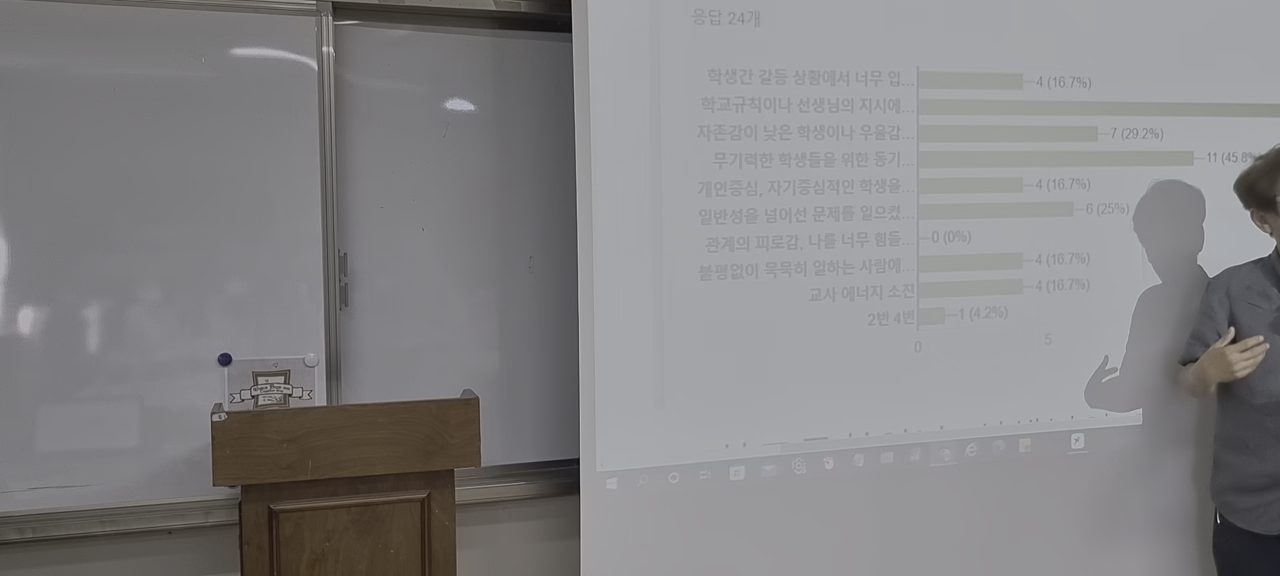 응답 24개
학생간 갈등 상황에서 너무 입... 4 (16.7%)
학교규칙이나 선생님의 지시에...
자존감이 낮은 학생이나 우울감... 7 (29.2%)
무기력한 학생들을 위한 동기... 11 (45.8%
개인중심, 자기중심적인 학생을... 4 (16.7%)
일반성을 넘어선 문제를 일으켰... 6 (25%)
관계의 피로감, 나를 너무 힘들... 0 (0%)
불평없이 묵묵히 일하는 사람에... 4 (16.7%)
교사 에너지 소진 4 (16.7%)
2번 4번 1 (4.2%)
0 5